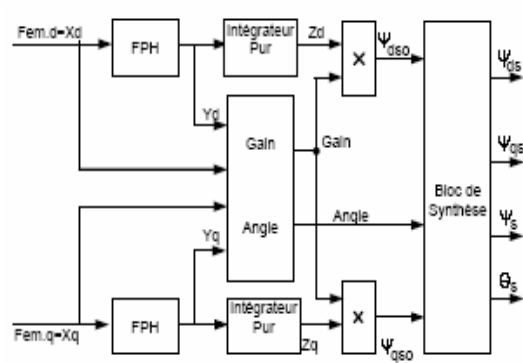 Fem.d=Xd
FPH
Intégrateur
Pur
Zd
X
Ψdso
Ψds
Yd
Gain
Gain
Ψqs
Bloc de
Synthèse
Angle
Angle
Ψs
Yq
θs
Fem.q=Xq
FPH
Intégrateur
Pur
Zq
X
Ψqso